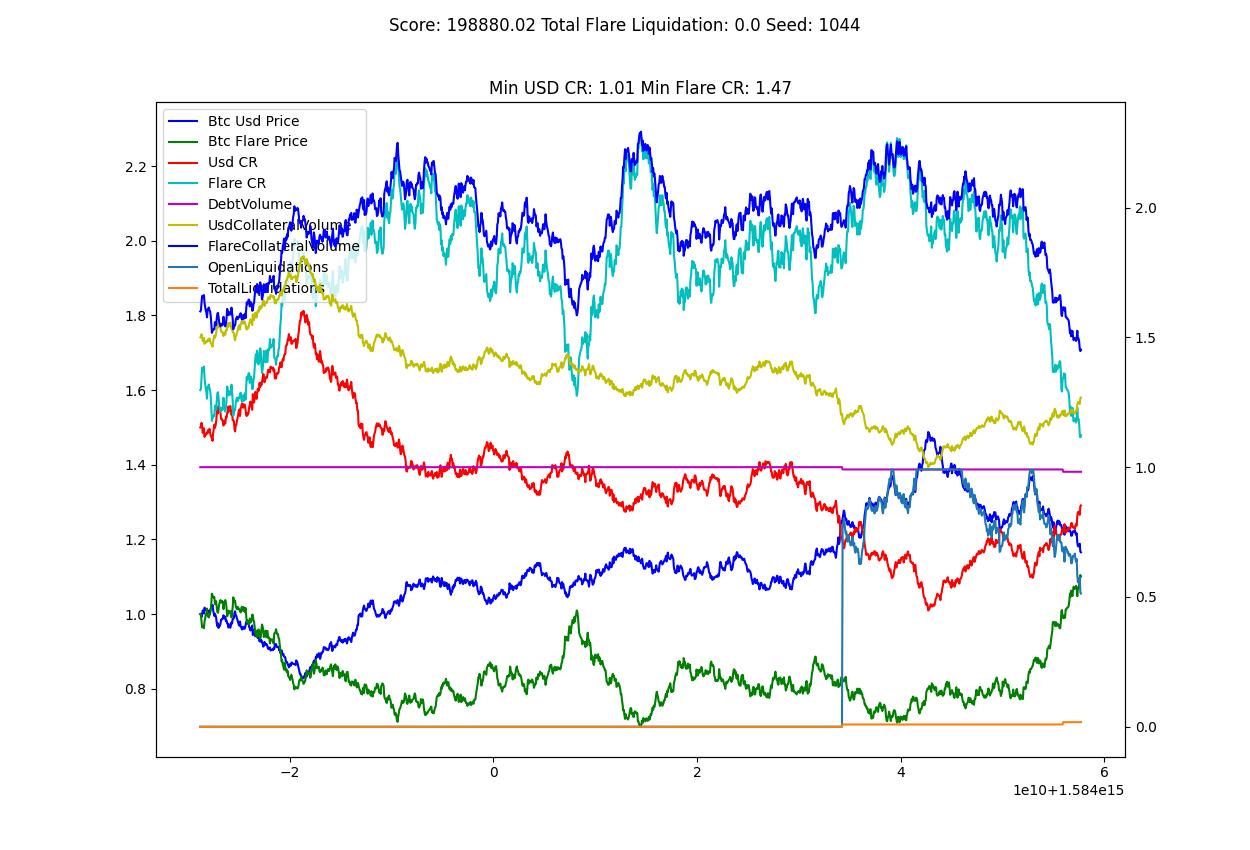 Score: 198880.02 Total Flare Liquidation: 0.0 Seed: 1044
Min USD CR: 1.01 Min Flare CR: 1.47
Btc Usd Price
Btc Flare Price
Usd CR
Flare CR
DebtVolume
UsdCollateralVolume
FlareCollateralVolume
OpenLiquidations
TotalLiquidations
2.2
2.0
1.8
1.6
1.4
1.2
1.0
0.8
2.0
1.5
1.0
0.5
0.0
−2 0 2 4 6
1e10+1.584e15